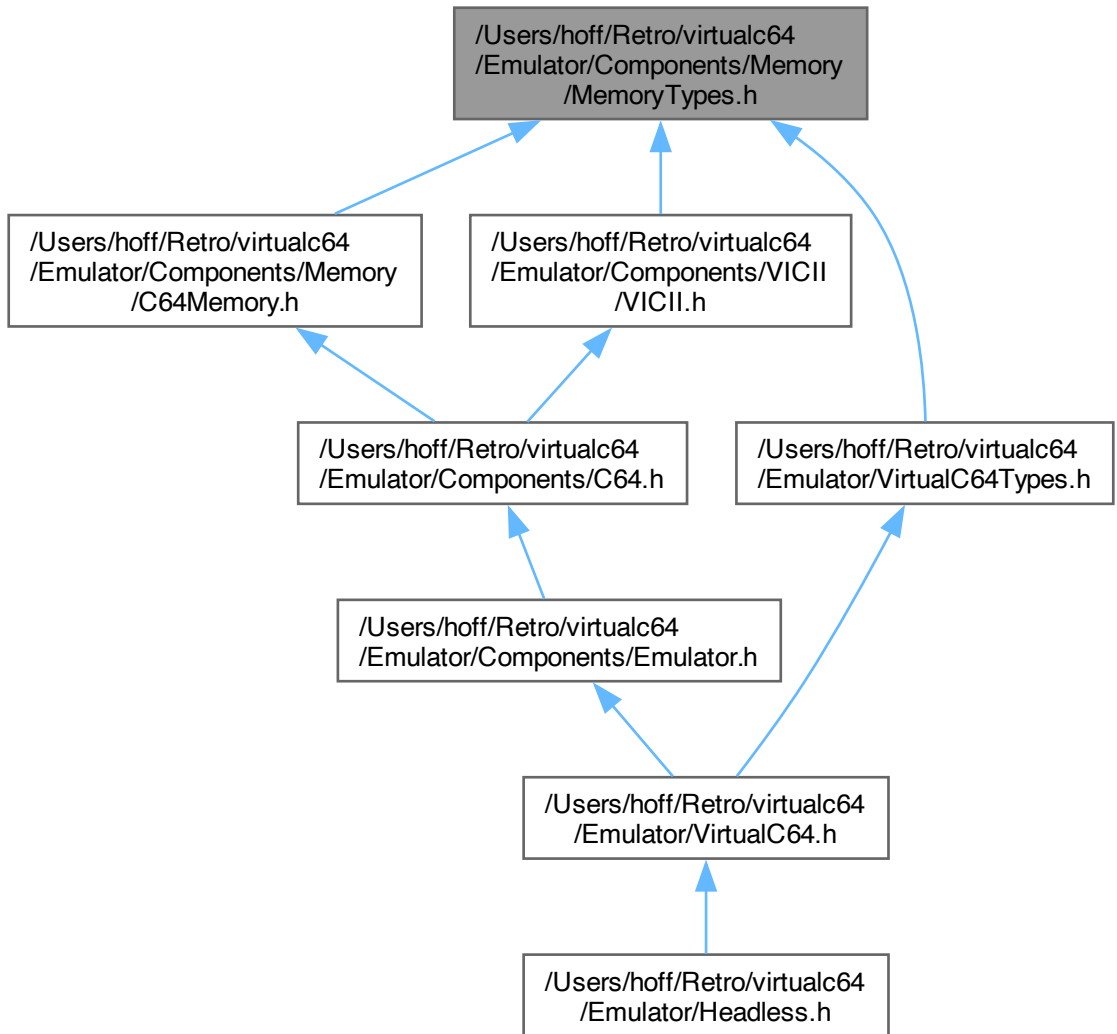 /Users/hoff/Retro/virtualc64
/Emulator/Components/Memory
/MemoryTypes.h
/Users/hoff/Retro/virtualc64
/Emulator/Components/Memory
/C64Memory.h
/Users/hoff/Retro/virtualc64
/Emulator/Components/VICII
/VICII.h
/Users/hoff/Retro/virtualc64
/Emulator/Components/C64.h
/Users/hoff/Retro/virtualc64
/Emulator/VirtualC64Types.h
/Users/hoff/Retro/virtualc64
/Emulator/Components/Emulator.h
/Users/hoff/Retro/virtualc64
/Emulator/VirtualC64.h
/Users/hoff/Retro/virtualc64
/Emulator/Headless.h